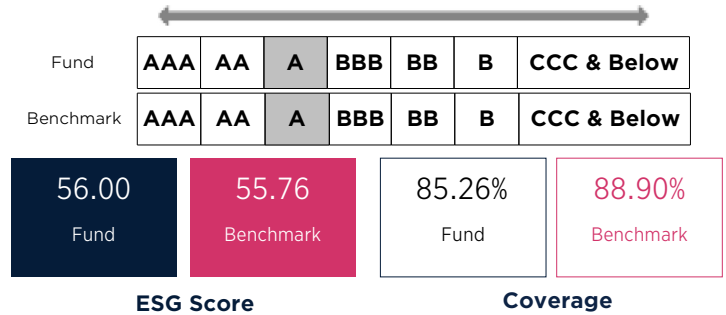 Fund AAA AA A BBB BB B CCC & Below
Benchmark AAA AA A BBB BB B CCC & Below
56.00 55.76 85.26% 88.90%
Fund Benchmark Fund Benchmark
ESG Score Coverage